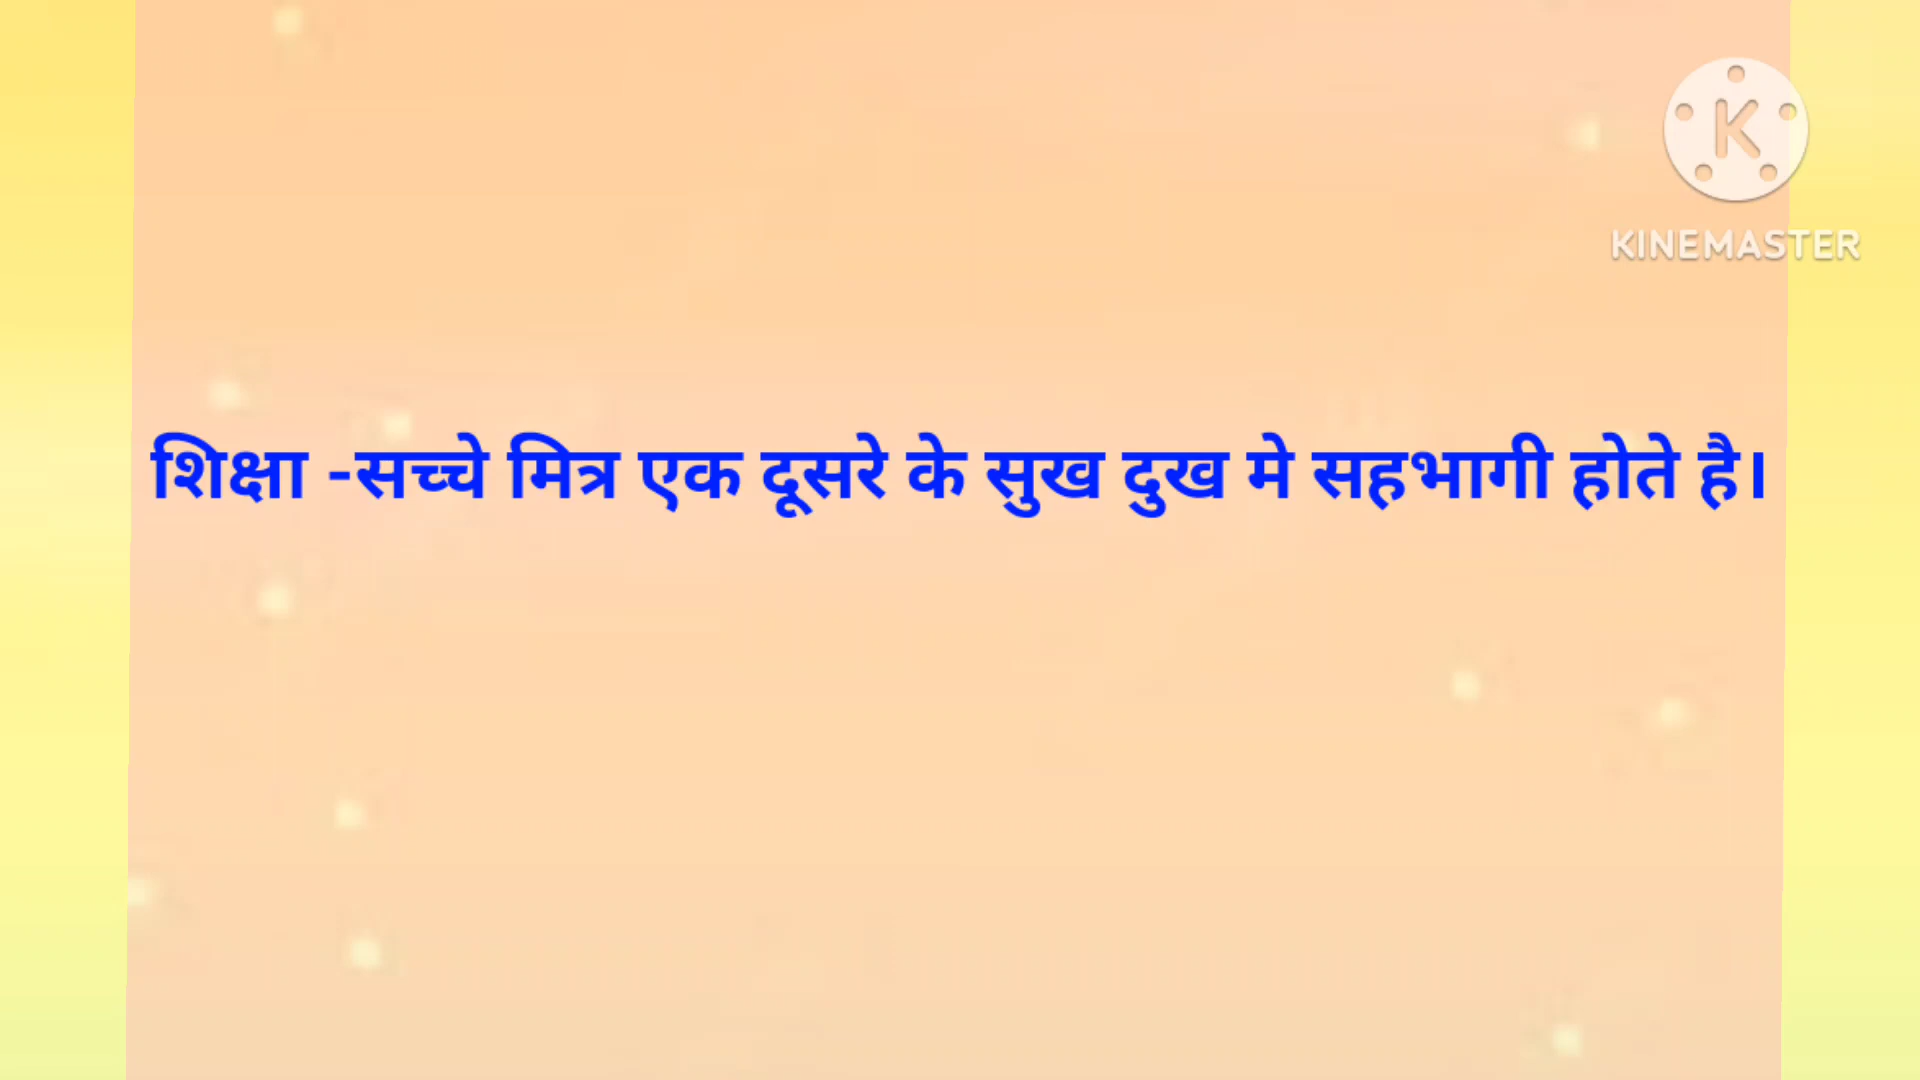 K
KINEMASTER
शिक्षा -सच्चे मित्र एक दूसरे के सुख दुख मे सहभागी होते है।